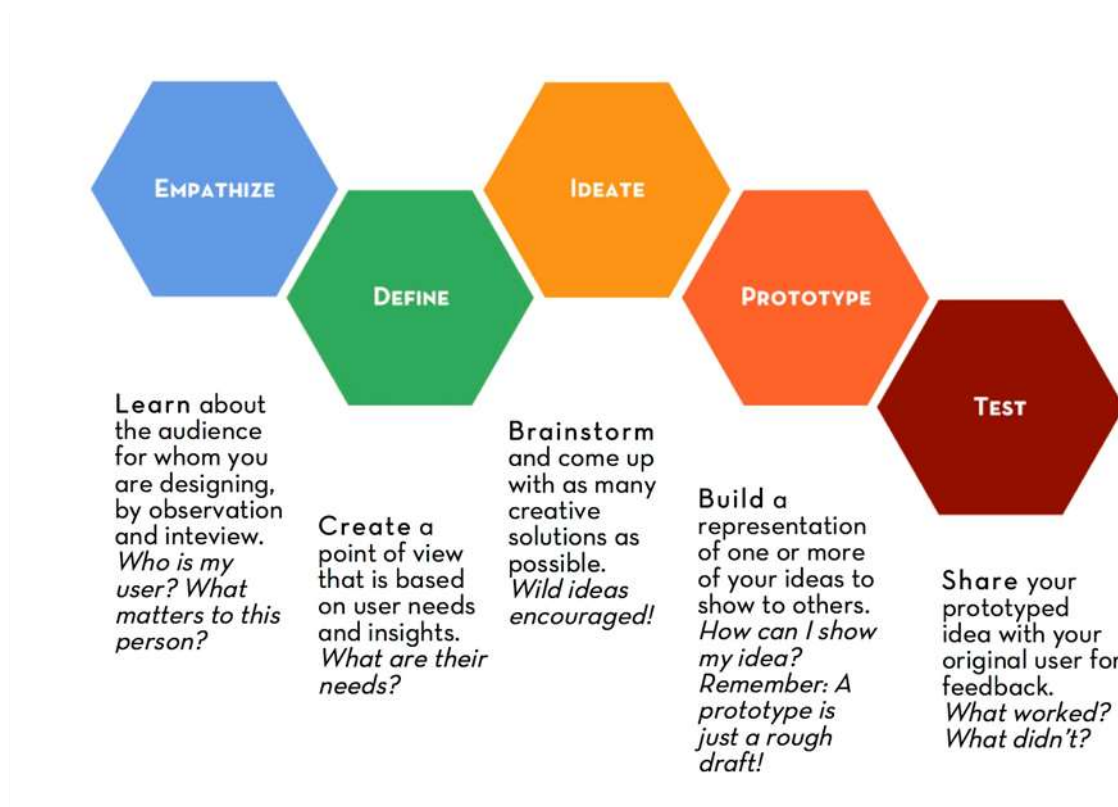 EMPATHIZE
DEFINE
IDEATE
PROTOTYPE
TEST
Learn about
the audience
for whom you
are designing,
by observation
and inteview.
Who is my
user? What
matters to this
person?
Create a
point of view
that is based
on user needs
and insights.
What are their
needs?
Brainstorm
and come up
with as many
creative
solutions as
possible.
Wild ideas
encouraged!
Build a
representation
of one or more
of your ideas to
show to others.
How can I show
my idea?
Remember: A
prototype is
just a rough
draft!
Share your
prototyped
idea with your
original user for
feedback.
What worked?
What didn't?